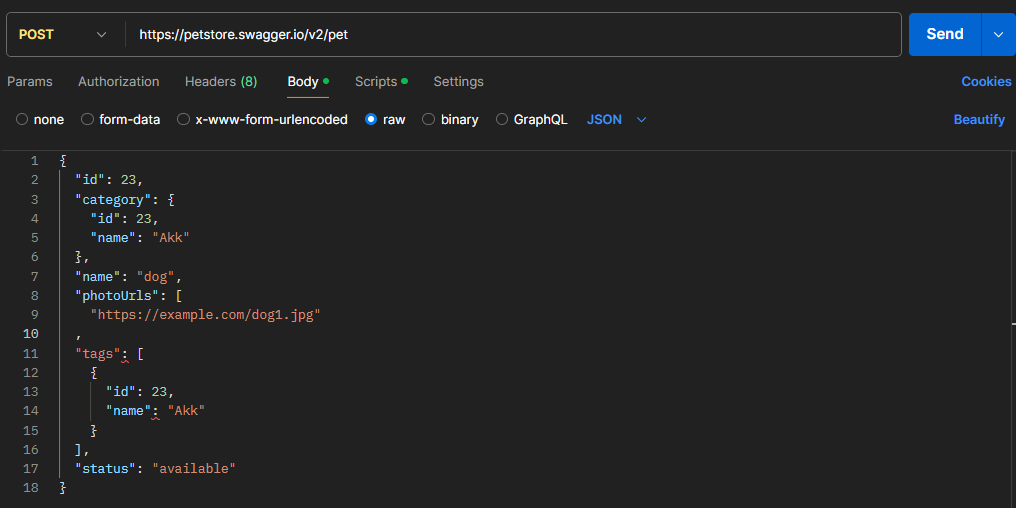 POST https://petstore.swagger.io/v2/pet Send
Params Authorization Headers (8) Body Scripts Settings Cookies
none form-data x-www-form-urlencoded raw binary GraphQL JSON Beautify
1 {
2 "id": 23,
3 "category": {
4 "id": 23,
5 "name": "Akk"
6 },
7 "name": "dog",
8 "photoUrls": [
9 "https://example.com/dog1.jpg"
10 ,
11 "tags": [
12 {
13 "id": 23,
14 "name": "Akk"
15 }
16 ],
17 "status": "available"
18 }